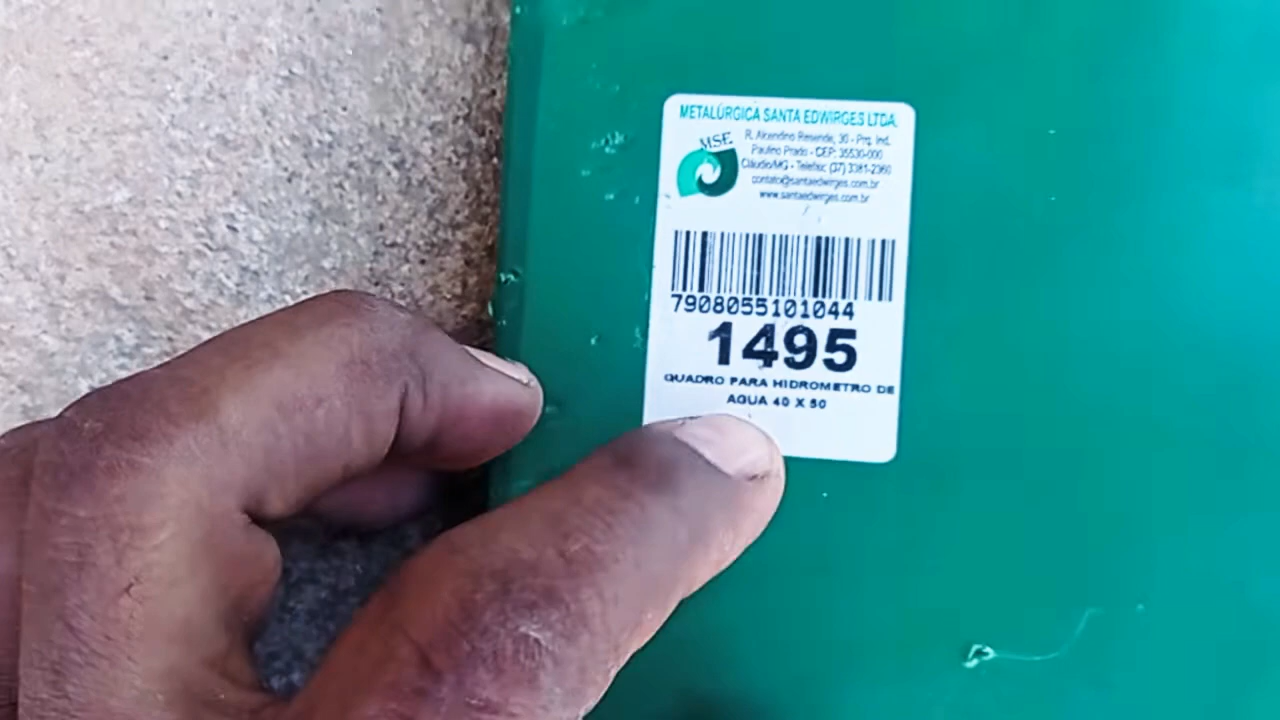 METALÚRGICA SANTA EDWIRGES LTDA.
MSE
R. Alcendino Resende, 30 - Prq. Ind.
Paulino Prado - CEP: 35530-000
Cláudio/MG - Telefax: (37) 3381-2360
contato@santaedwirges.com.br
www.santaedwirges.com.br
7908055101044
1495
QUADRO PARA HIDROMETRO DE
AGUA 40 X 50